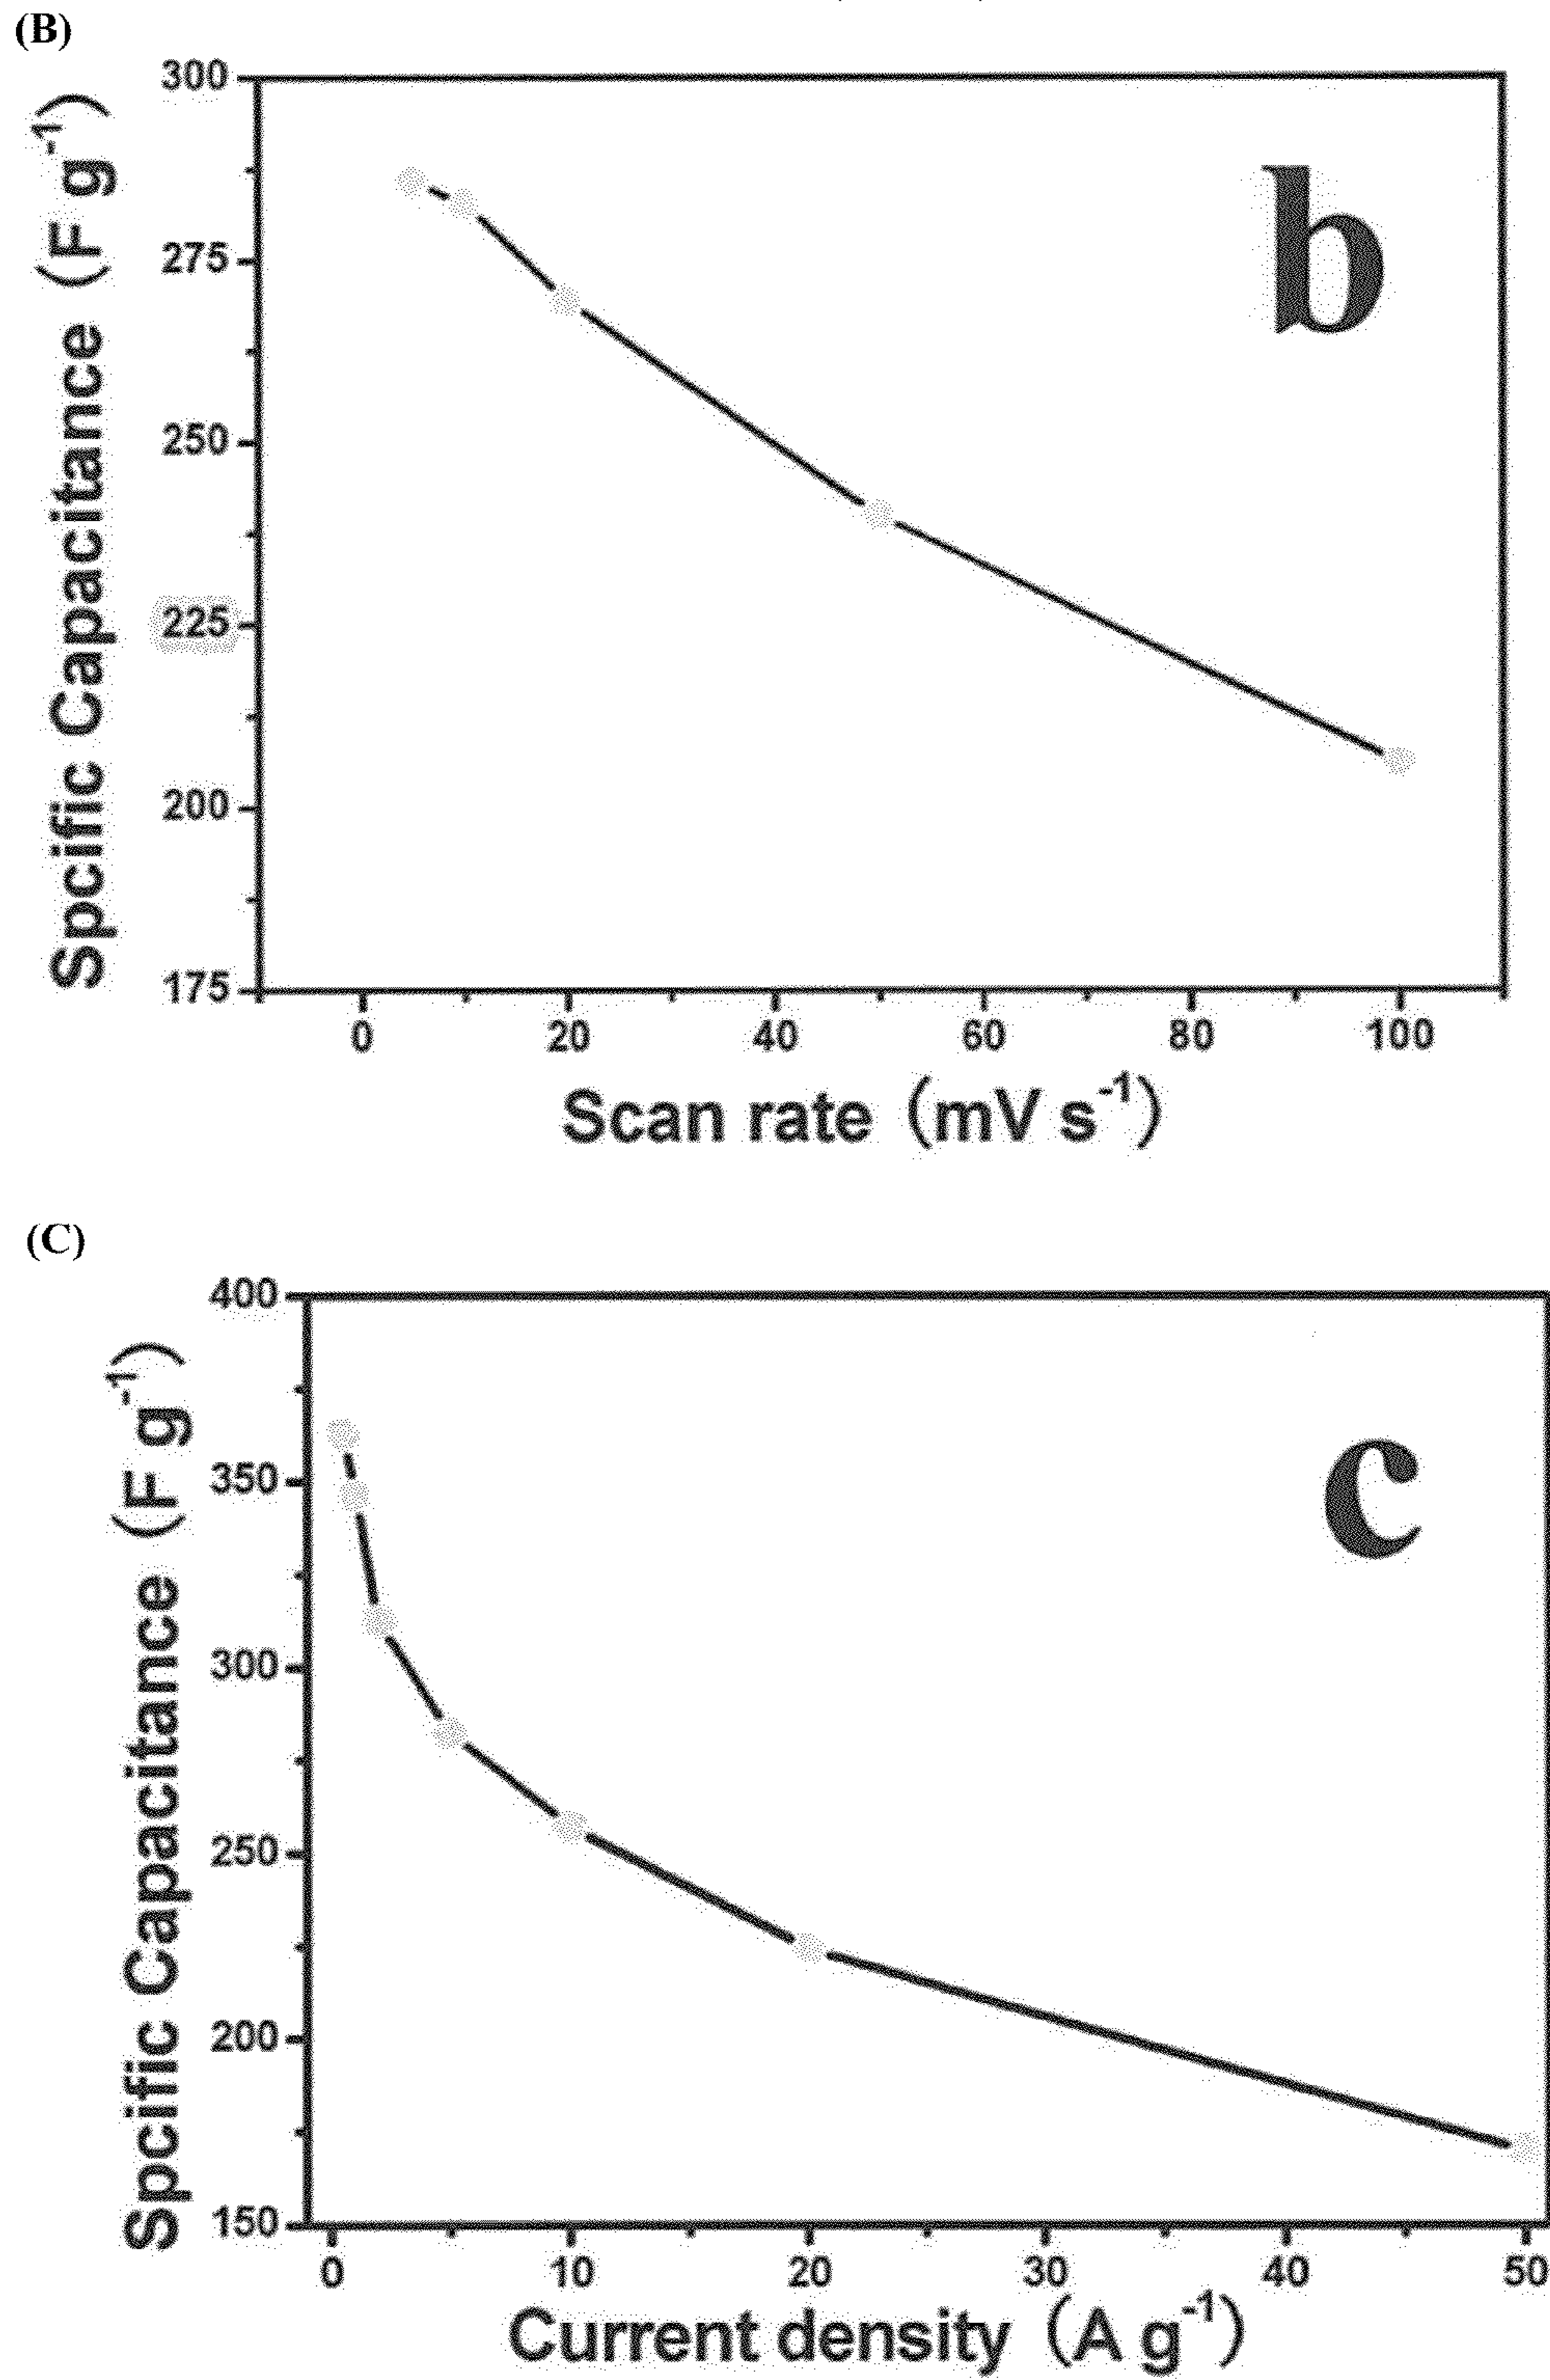 (B)
300
275
250
225
200
175
Spcific Capacitance (F g⁻¹)
b
0 20 40 60 80 100
Scan rate (mV s⁻¹)
(C)
400
350
300
250
200
150
Spcific Capacitance (F g⁻¹)
c
0 10 20 30 40 50
Current density (A g⁻¹)